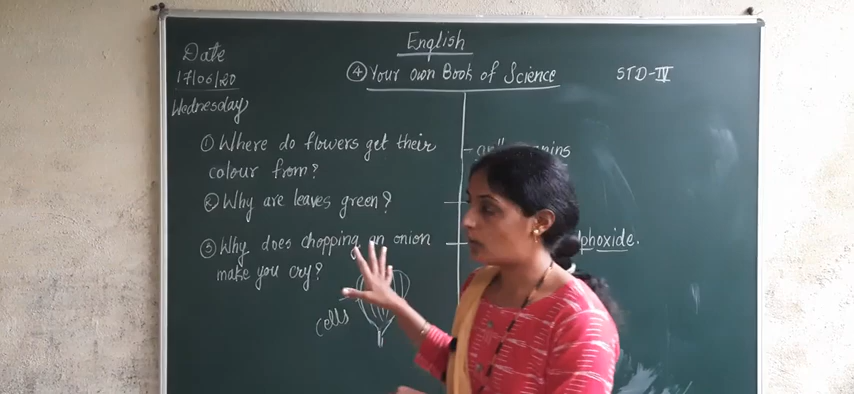 English
Date
17/06/20
Wednesday
④ Your Own Book of Science
STD-IV
① Where do flowers get their
colour from?
② Why are leaves green?
③ Why does chopping an onion
make you cry?
cells